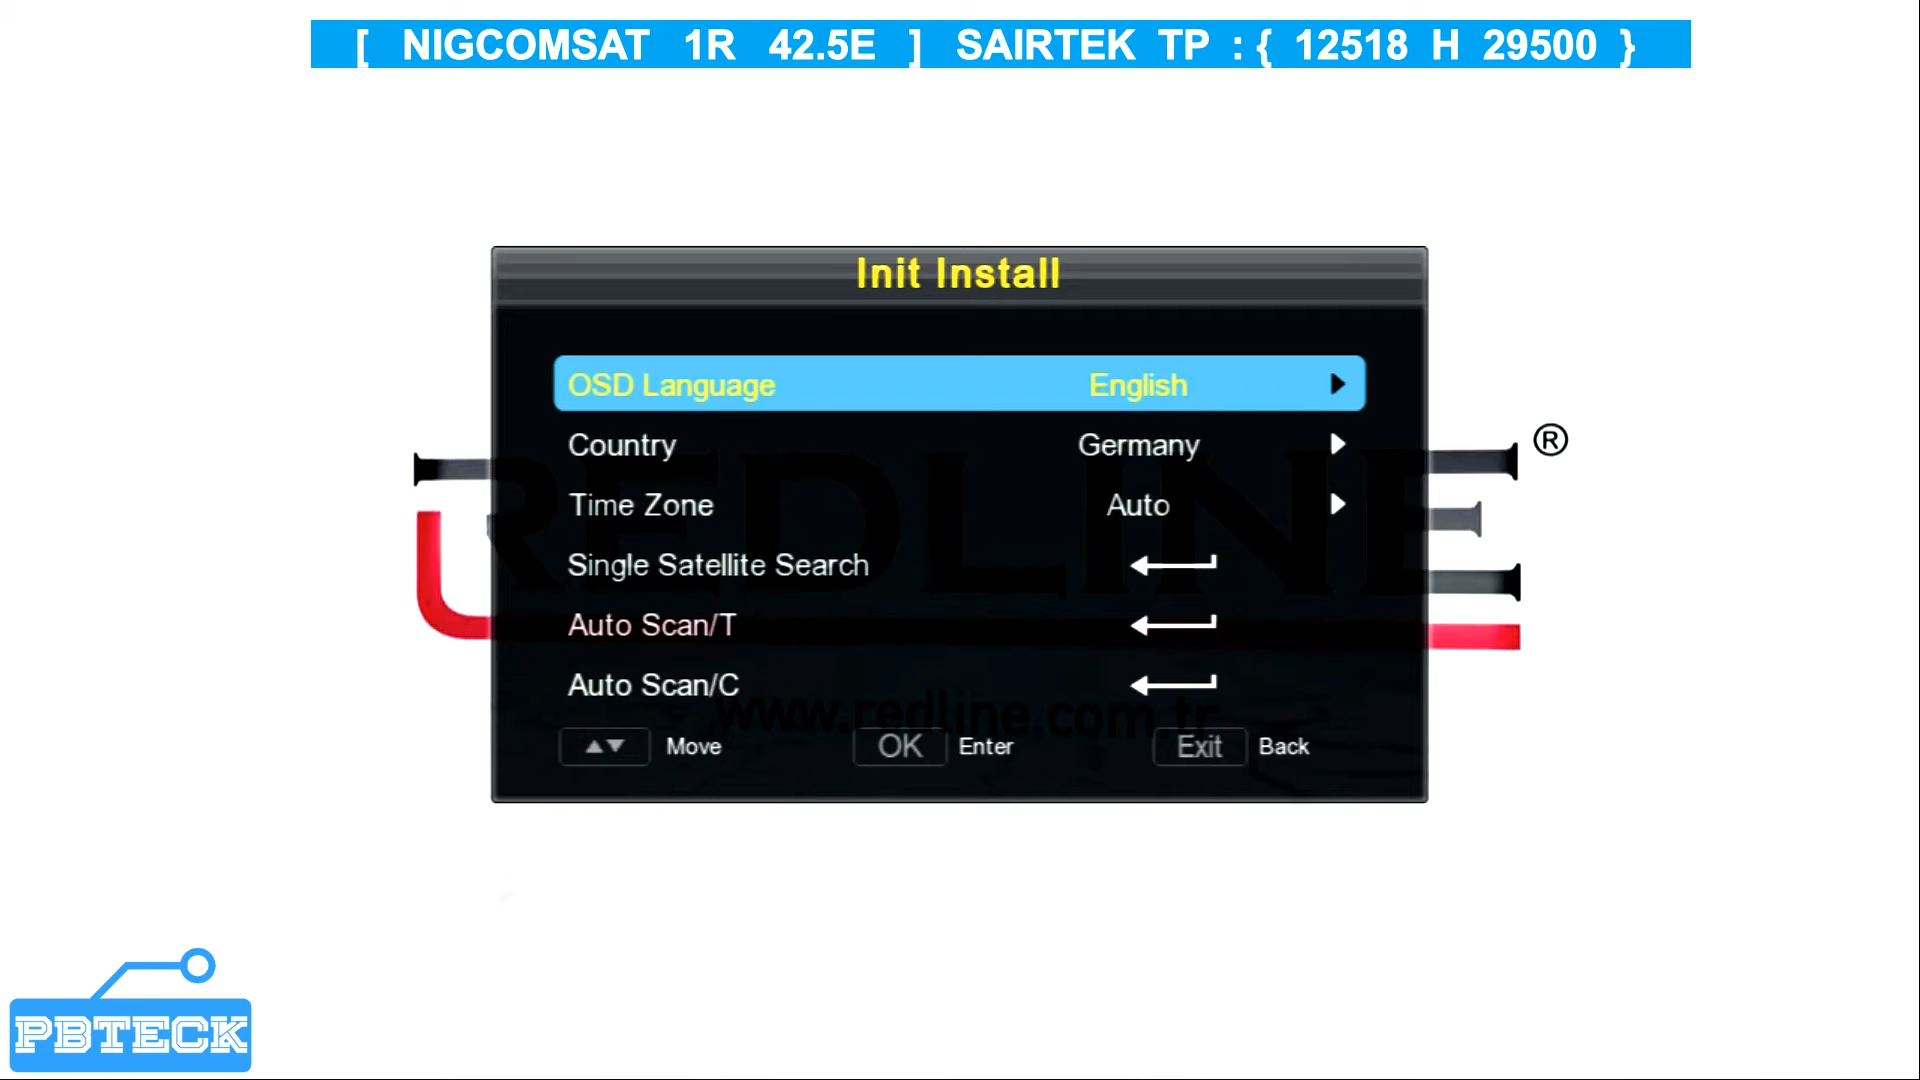 [ NIGCOMSAT 1R 42.5E ] SAIRTEK TP : { 12518 H 29500 }
Init Install
OSD Language English
Country Germany
Time Zone Auto
Single Satellite Search
Auto Scan/T
Auto Scan/C
REDLINE ®
www.redline.com.tr
Move OK Enter Exit Back
PBTECK